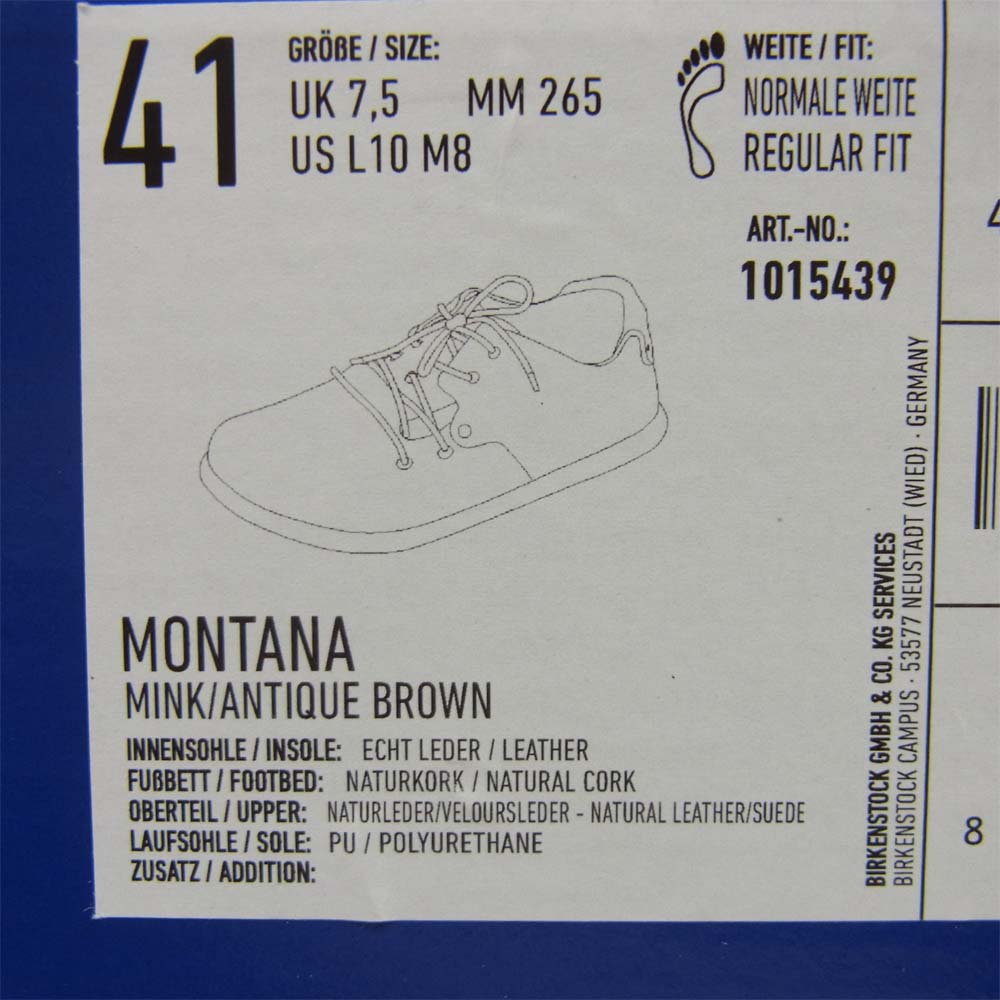 41
GRÖßE / SIZE:
UK 7,5 MM 265
US L10 M8
WEITE / FIT:
NORMALE WEITE
REGULAR FIT
ART.-NO.:
1015439
MONTANA
MINK/ANTIQUE BROWN
INNENSOHLE / INSOLE: ECHT LEDER / LEATHER
FUßBETT / FOOTBED: NATURKORK / NATURAL CORK
OBERTEIL / UPPER: NATURLEDER/VELOURSLEDER - NATURAL LEATHER/SUEDE
LAUFSOHLE / SOLE: PU / POLYURETHANE
ZUSATZ / ADDITION:
BIRKENSTOCK GMBH & CO. KG SERVICES
BIRKENSTOCK CAMPUS · 53577 NEUSTADT (WIED) · GERMANY
8